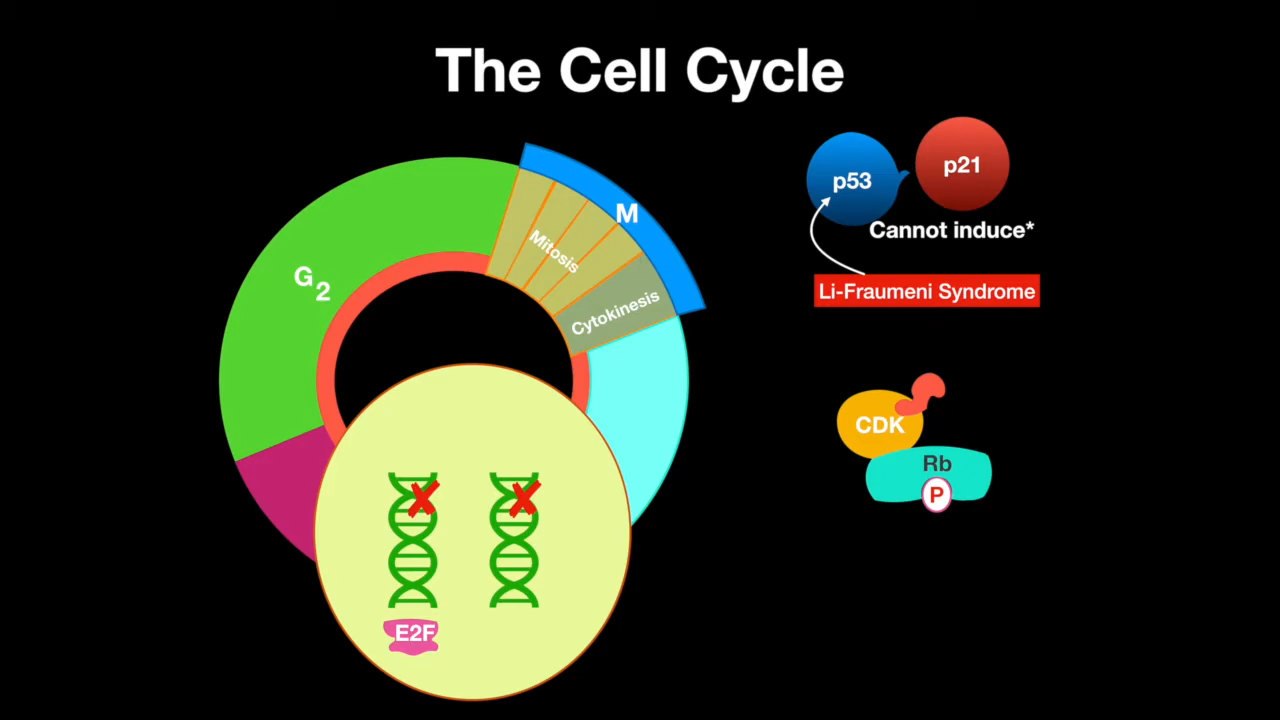 The Cell Cycle
p53
p21
Cannot induce*
Li-Fraumeni Syndrome
M
Mitosis
Cytokinesis
G2
CDK
Rb
P
E2F